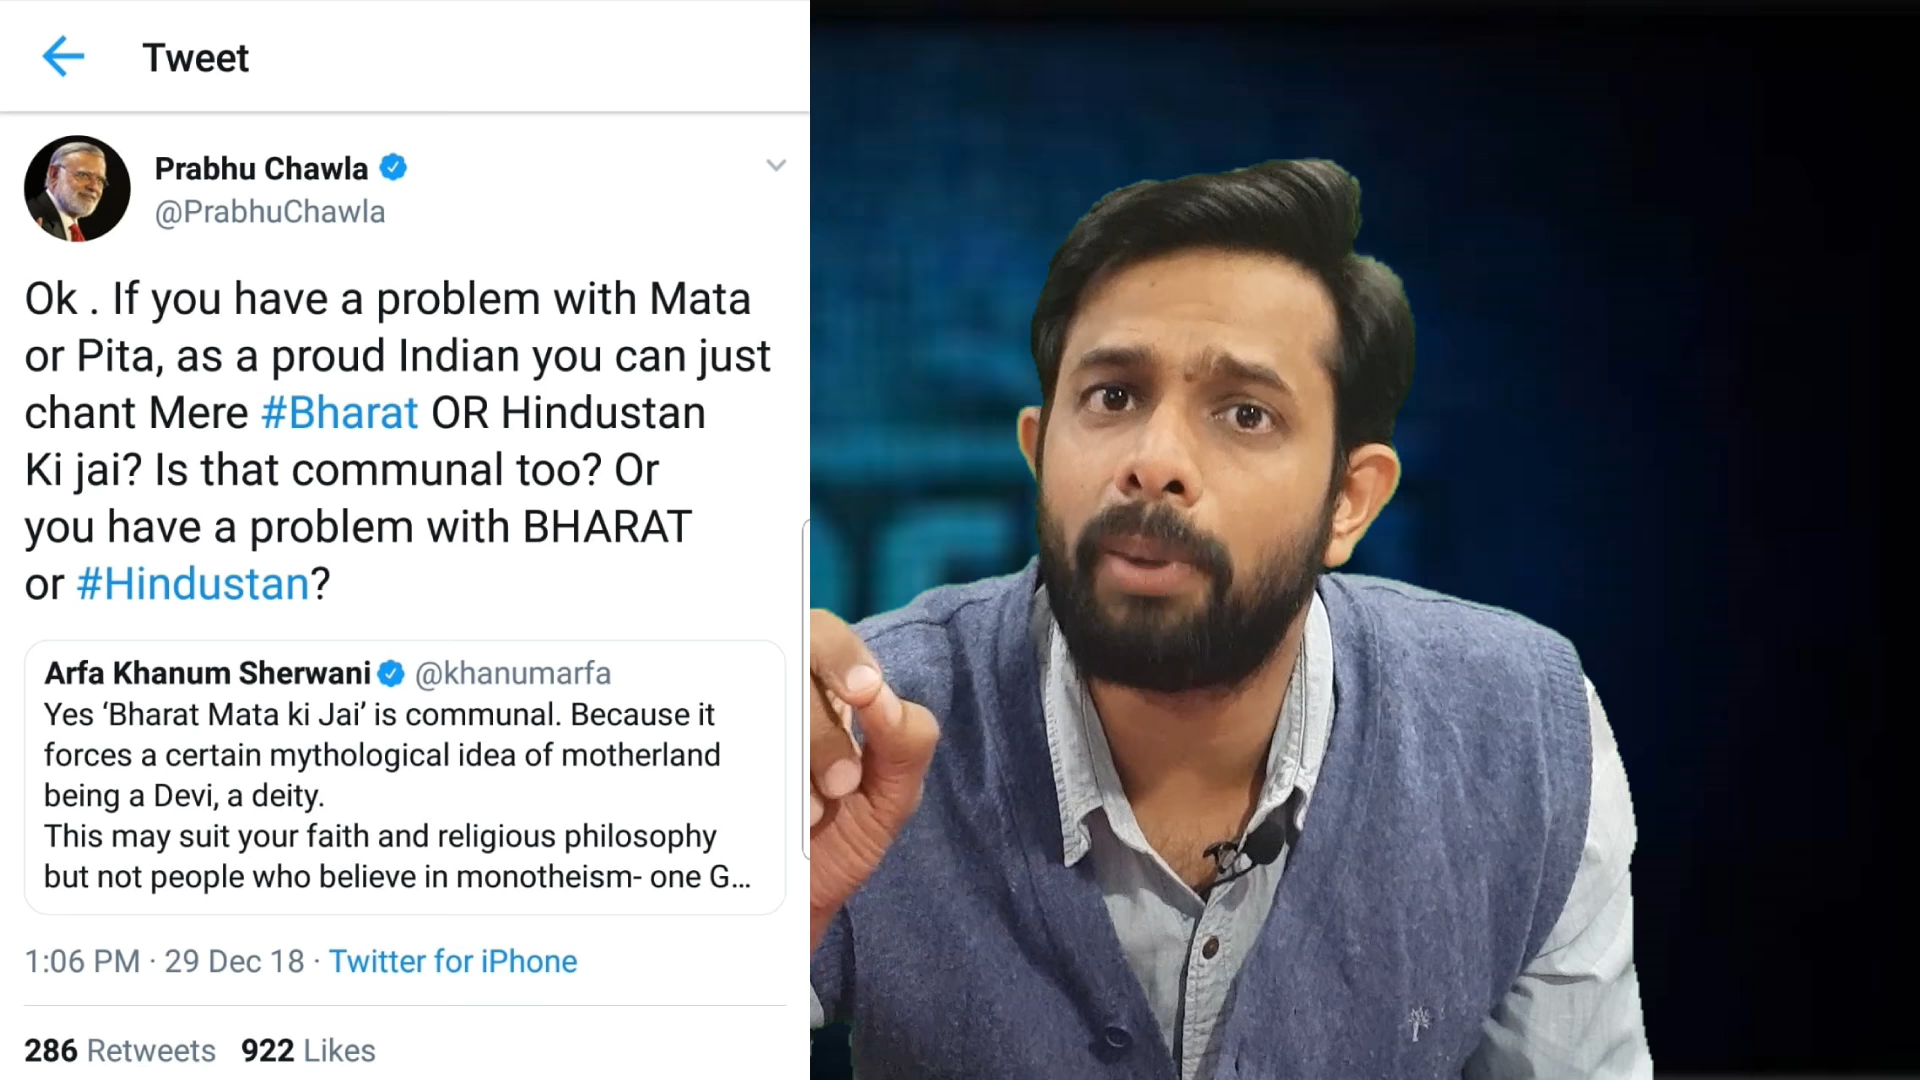 Tweet
Prabhu Chawla
@PrabhuChawla
Ok . If you have a problem with Mata
or Pita, as a proud Indian you can just
chant Mere #Bharat OR Hindustan
Ki jai? Is that communal too? Or
you have a problem with BHARAT
or #Hindustan?
Arfa Khanum Sherwani @khanumarfa
Yes ‘Bharat Mata ki Jai’ is communal. Because it
forces a certain mythological idea of motherland
being a Devi, a deity.
This may suit your faith and religious philosophy
but not people who believe in monotheism- one G...
1:06 PM · 29 Dec 18 · Twitter for iPhone
286 Retweets 922 Likes